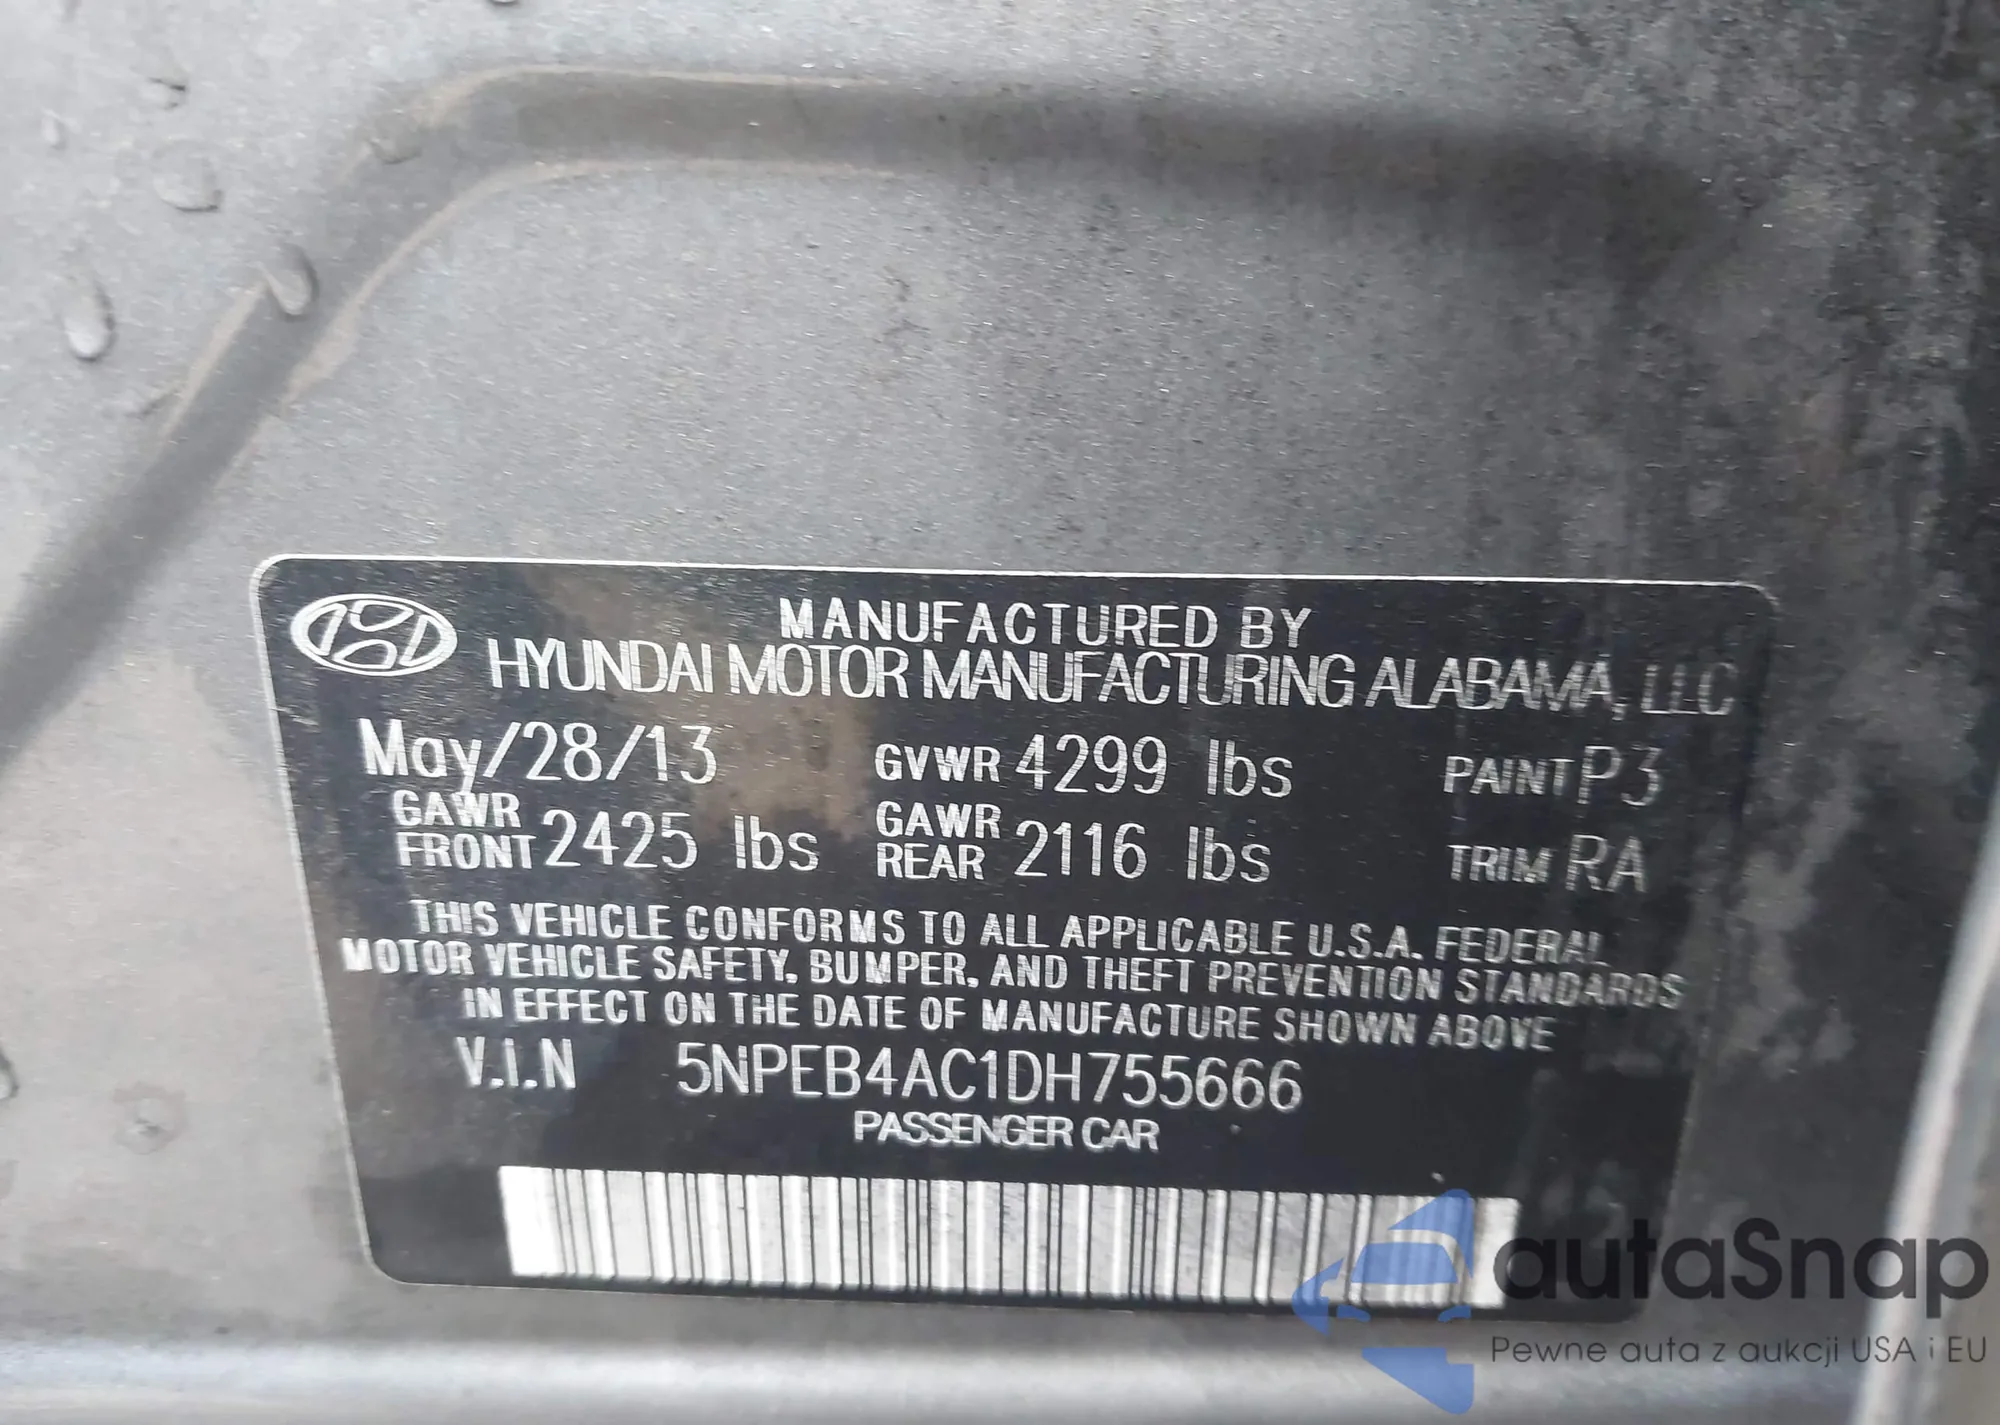 MANUFACTURED BY
HYUNDAI MOTOR MANUFACTURING ALABAMA, LLC
May/28/13 GVWR 4299 lbs PAINT P3
GAWR FRONT 2425 lbs GAWR REAR 2116 lbs TRIM RA
THIS VEHICLE CONFORMS TO ALL APPLICABLE U.S.A. FEDERAL
MOTOR VEHICLE SAFETY, BUMPER, AND THEFT PREVENTION STANDARDS
IN EFFECT ON THE DATE OF MANUFACTURE SHOWN ABOVE
V.I.N 5NPEB4AC1DH755666
PASSENGER CAR
autaSnap
Pewne auta z aukcji USA i EU